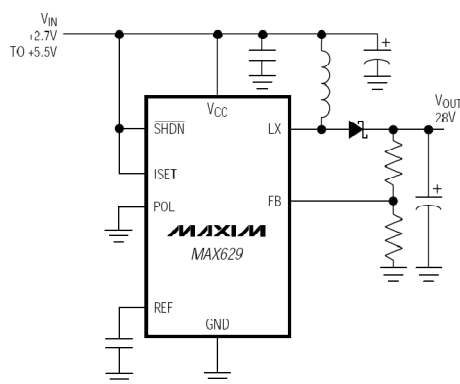 VIN
+2.7V
TO +5.5V
VCC
SHDN
LX
VOUT
28V
ISET
POL
FB
MAXIM
MAX629
REF
GND
+
+